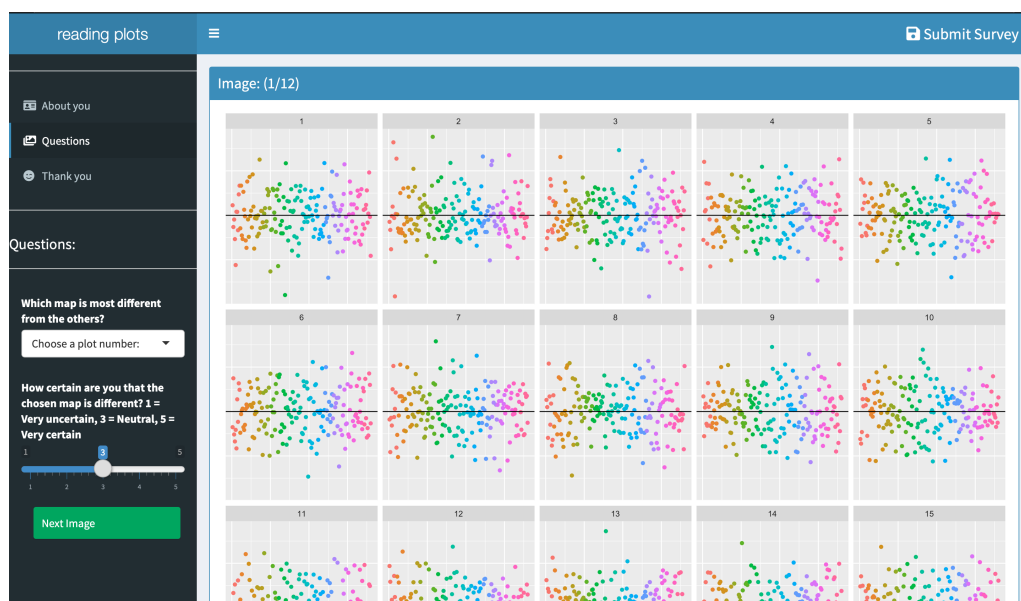 reading plots
Submit Survey
About you
Questions
Thank you
Questions:
Which map is most different
from the others?
Choose a plot number:
How certain are you that the
chosen map is different? 1 =
Very uncertain, 3 = Neutral, 5 =
Very certain
1 3 5
1 2 3 4 5
Next Image
Image: (1/12)
1 2 3 4 5
6 7 8 9 10
11 12 13 14 15